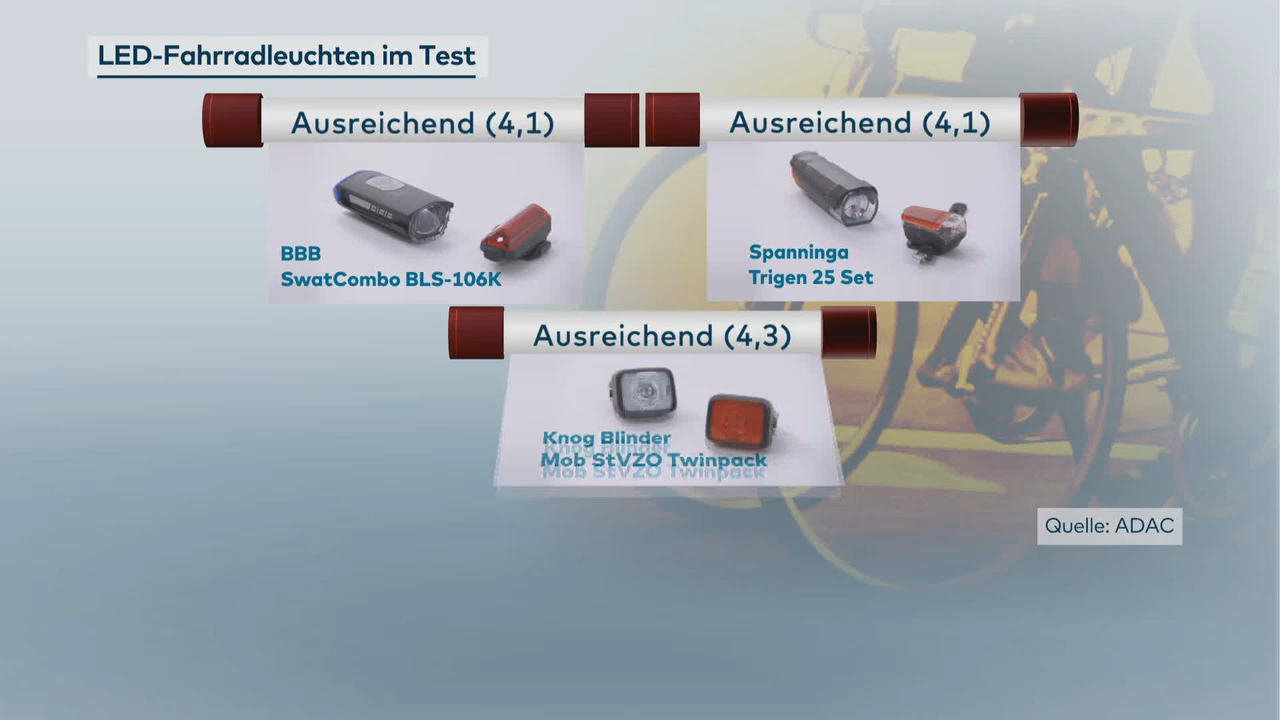 LED-Fahrradleuchten im Test
Ausreichend (4,1)
Ausreichend (4,1)
BBB
SwatCombo BLS-106K
Spanninga
Trigen 25 Set
Ausreichend (4,3)
Knog Blinder
Mob StVZO Twinpack
Quelle: ADAC